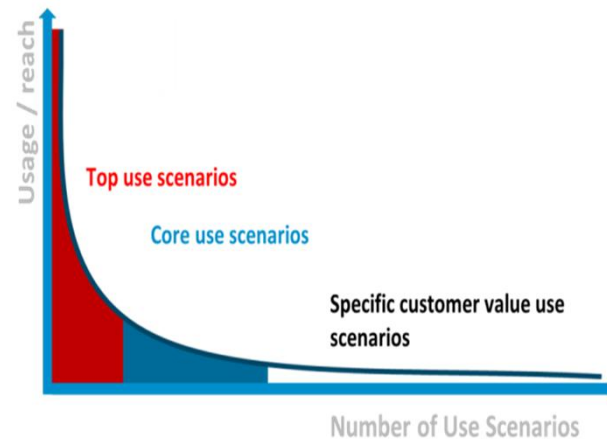 Usage / reach
Top use scenarios
Core use scenarios
Specific customer value use
scenarios
Number of Use Scenarios